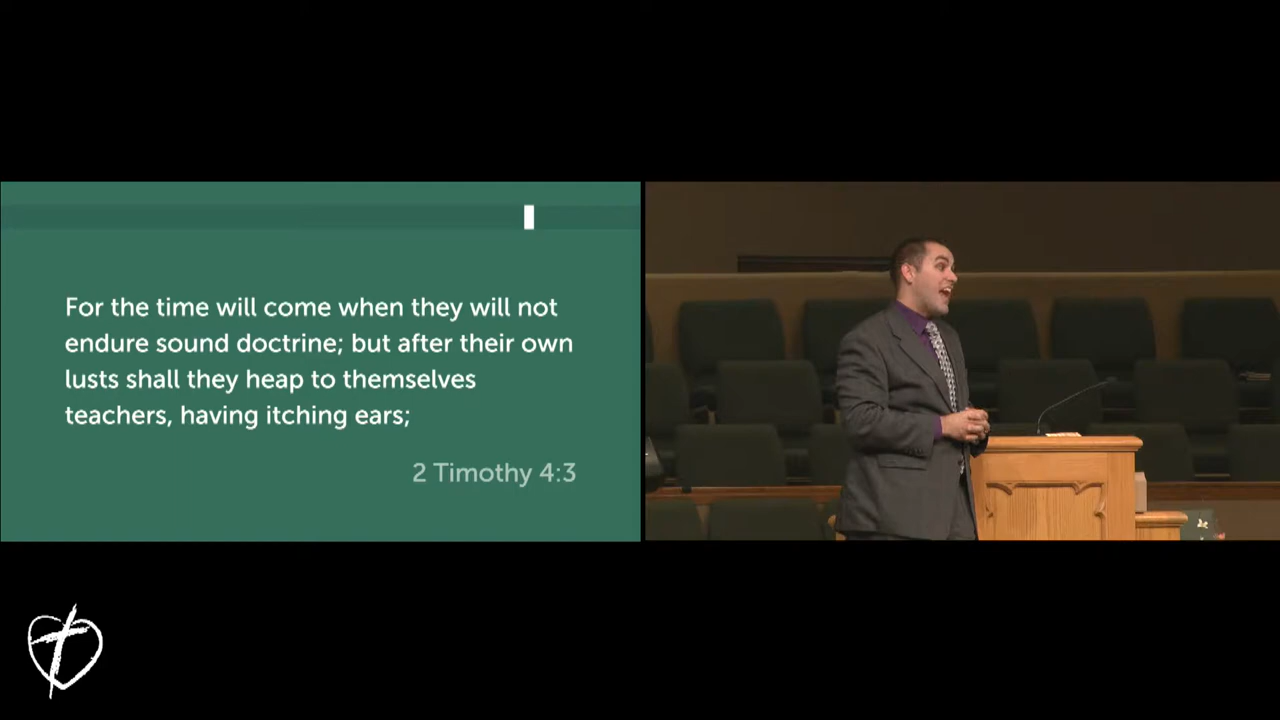 For the time will come when they will not
endure sound doctrine; but after their own
lusts shall they heap to themselves
teachers, having itching ears;
2 Timothy 4:3